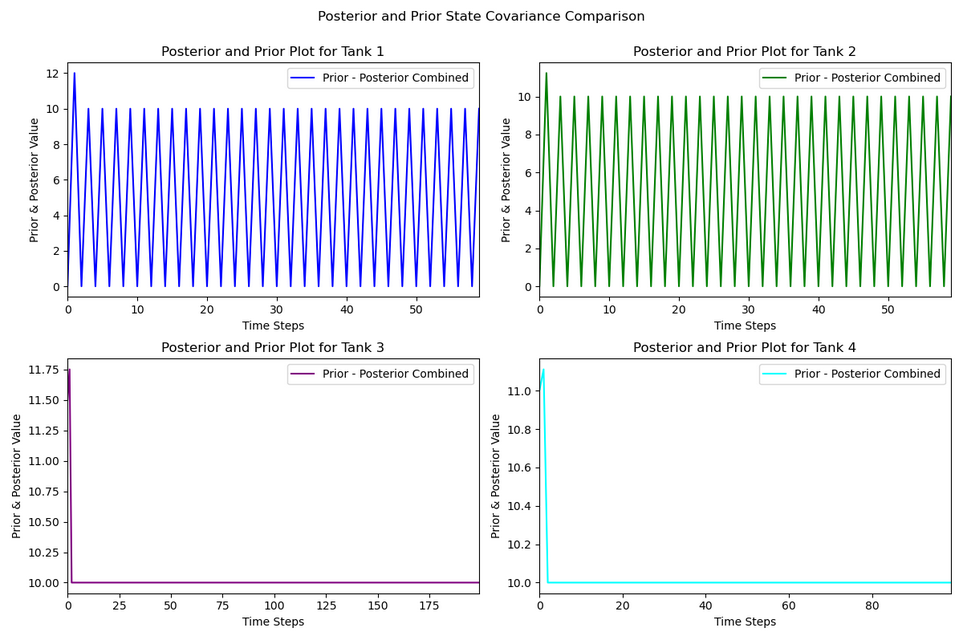 Posterior and Prior State Covariance Comparison
Posterior and Prior Plot for Tank 1
Prior - Posterior Combined
Prior & Posterior Value
12
10
8
6
4
2
0
0 10 20 30 40 50
Time Steps
Posterior and Prior Plot for Tank 2
Prior - Posterior Combined
Prior & Posterior Value
10
8
6
4
2
0
0 10 20 30 40 50
Time Steps
Posterior and Prior Plot for Tank 3
Prior - Posterior Combined
Prior & Posterior Value
11.75
11.50
11.25
11.00
10.75
10.50
10.25
10.00
0 25 50 75 100 125 150 175
Time Steps
Posterior and Prior Plot for Tank 4
Prior - Posterior Combined
Prior & Posterior Value
11.0
10.8
10.6
10.4
10.2
10.0
0 20 40 60 80
Time Steps